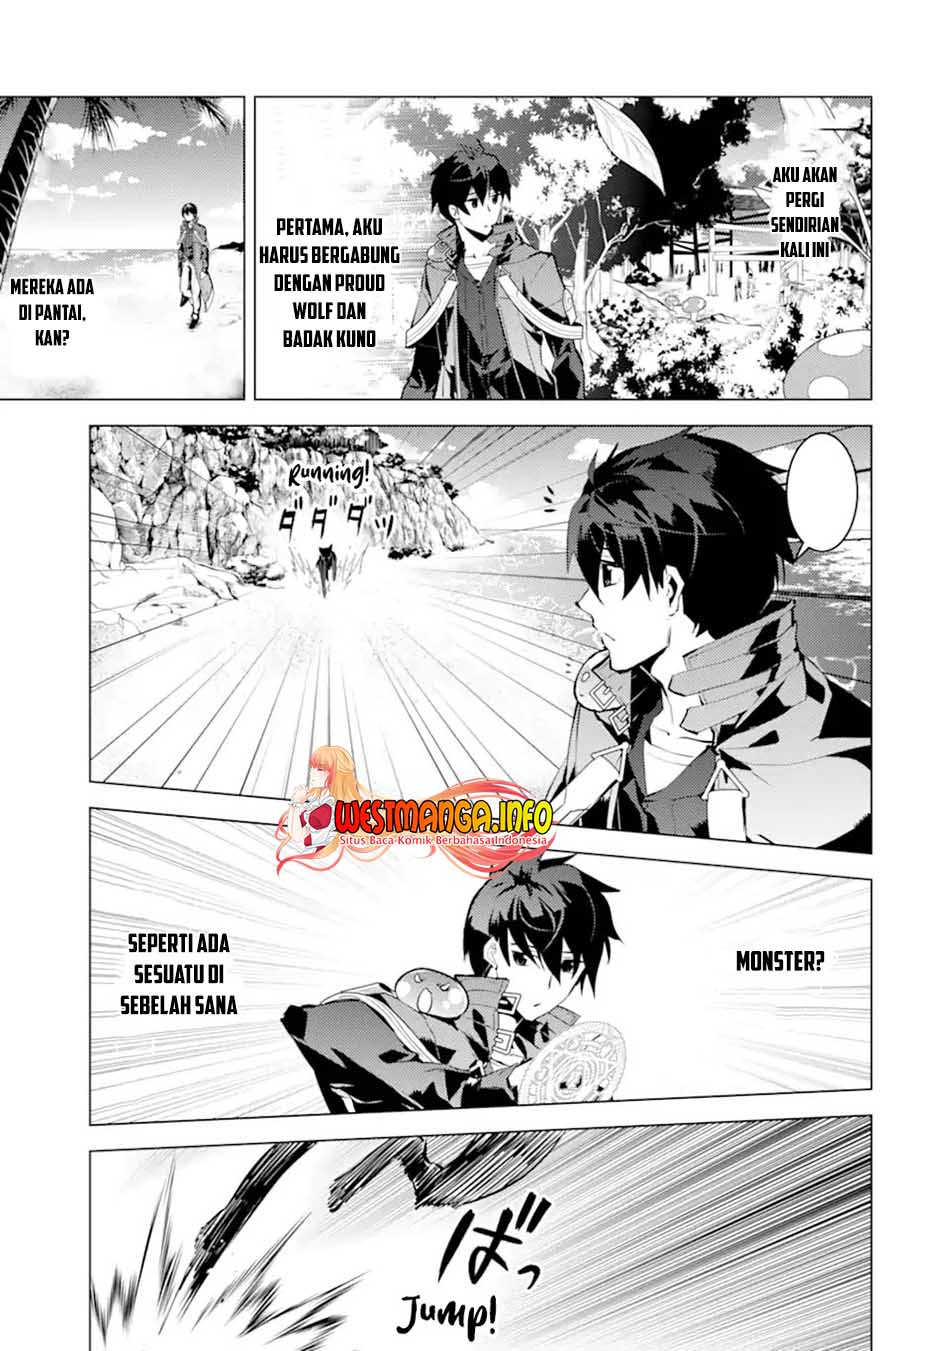 AKU AKAN
PERGI
SENDIRIAN
KALI INI
PERTAMA, AKU
HARUS BERGABUNG
DENGAN PROUD
WOLF DAN
BADAK KUNO
MEREKA ADA
DI PANTAI,
KAN?
Running!
ダダダッ
WESTMANGA.INFO
Situs Baca Komik Berbahasa Indonesia
MONSTER?
SEPERTI ADA
SESUATU DI
SEBELAH SANA
ばっ
Jump!